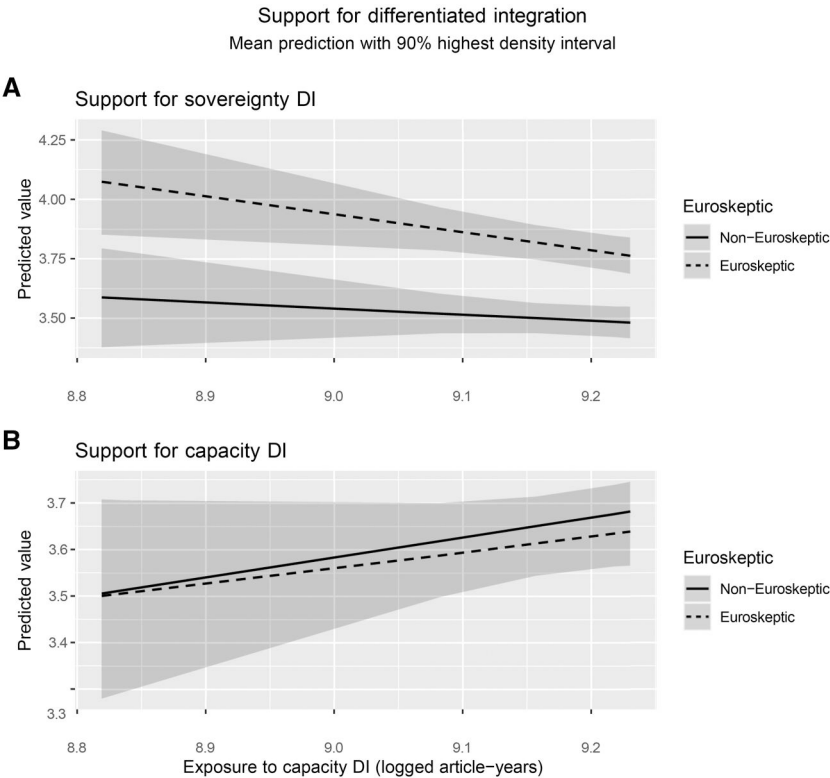 Support for differentiated integration
Mean prediction with 90% highest density interval
A
Support for sovereignty DI
4.25
4.00
3.75
3.50
Predicted value
8.8 8.9 9.0 9.1 9.2
Euroskeptic
Non-Euroskeptic
Euroskeptic
B
Support for capacity DI
3.7
3.6
3.5
3.4
3.3
Predicted value
8.8 8.9 9.0 9.1 9.2
Exposure to capacity DI (logged article-years)
Euroskeptic
Non-Euroskeptic
Euroskeptic